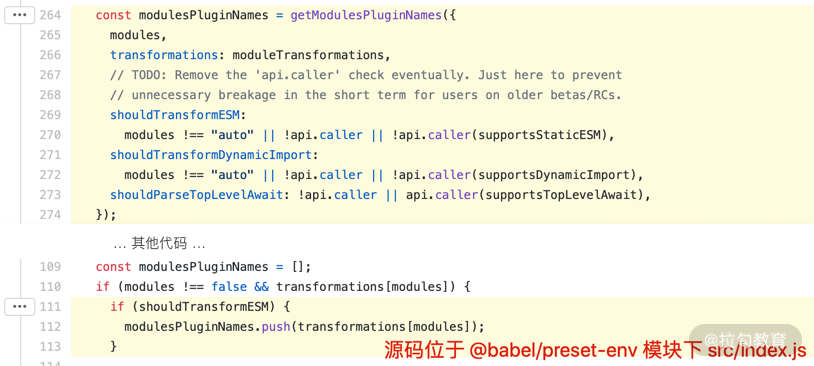 264 const modulesPluginNames = getModulesPluginNames({
265 modules,
266 transformations: moduleTransformations,
267 // TODO: Remove the 'api.caller' check eventually. Just here to prevent
268 // unnecessary breakage in the short term for users on older betas/RCs.
269 shouldTransformESM:
270 modules !== "auto" || !api.caller || !api.caller(supportsStaticESM),
271 shouldTransformDynamicImport:
272 modules !== "auto" || !api.caller || !api.caller(supportsDynamicImport),
273 shouldParseTopLevelAwait: !api.caller || api.caller(supportsTopLevelAwait),
274 });
... 其他代码 ...
109 const modulesPluginNames = [];
110 if (modules !== false && transformations[modules]) {
111 if (shouldTransformESM) {
112 modulesPluginNames.push(transformations[modules]);
113 }
@拉勾教育
源码位于 @babel/preset-env 模块下 src/index.js
114